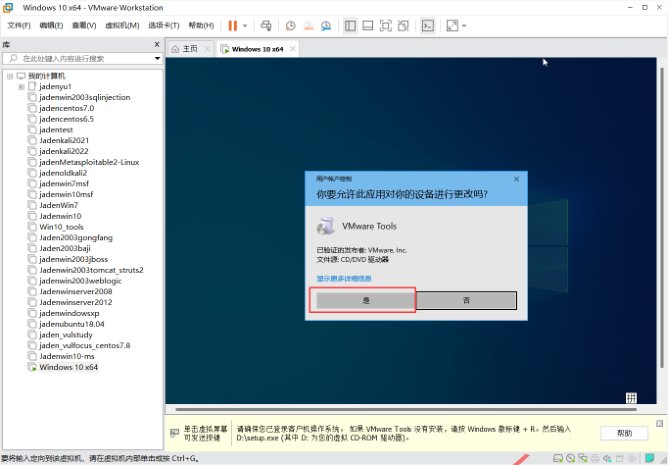 Windows 10 x64 - VMware Workstation
文件(F) 编辑(E) 查看(V) 虚拟机(M) 选项卡(T) 帮助(H)
库
在此处键入内容进行搜索
主页
Windows 10 x64
我的计算机
jadenyu1
jadenwin2003sqlinjection
jadencentos7.0
jadencentos6.5
jadentest
Jadenkali2021
jadenkali2022
jadenMetasploitable2-Linux
jadenoldkali2
jadenwin7msf
jadenwin10msf
JadenWin7
Jadenwin10
Win10_tools
Jaden2003gongfang
Jaden2003baji
jadenwin2003jboss
Jadenwin2003tomcat_struts2
jadenwin2003weblogic
Jadenwinserver2008
Jadenwinserver2012
jadenwindowsxp
jadenubuntu18.04
jaden_vulstudy
jaden_vulfocus_centos7.8
Jadenwin10-ms
Windows 10 x64
用户帐户控制
你要允许此应用对你的设备进行更改吗?
VMware Tools
已验证的发布者: VMware, Inc.
文件源: CD/DVD 驱动器
显示更多详细信息
是
否
拼
单击虚拟屏幕
可发送按键
请确保您已登录客户机操作系统。如果 VMware Tools 没有安装，请按 Windows 徽标键 + R。然后输入
D:\setup.exe (其中 D: 为您的虚拟 CD-ROM 驱动器)。
帮助
要将输入定向到该虚拟机，请在虚拟机内部单击或按 Ctrl+G。